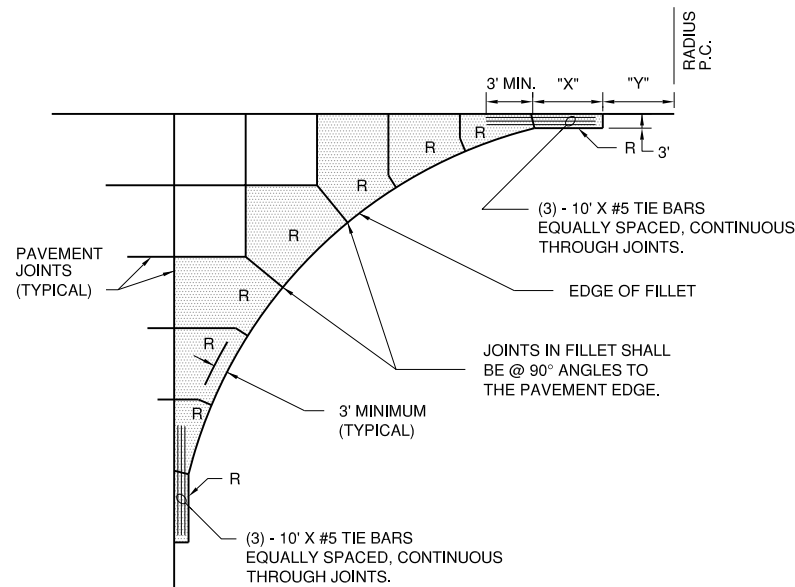 RADIUS
P.C.
3' MIN. "X" "Y"
R
R
R
R
3'
R
(3) - 10' X #5 TIE BARS
EQUALLY SPACED, CONTINUOUS
THROUGH JOINTS.
R
PAVEMENT
JOINTS
(TYPICAL)
EDGE OF FILLET
R
R
JOINTS IN FILLET SHALL
BE @ 90° ANGLES TO
THE PAVEMENT EDGE.
R
3' MINIMUM
(TYPICAL)
R
(3) - 10' X #5 TIE BARS
EQUALLY SPACED, CONTINUOUS
THROUGH JOINTS.